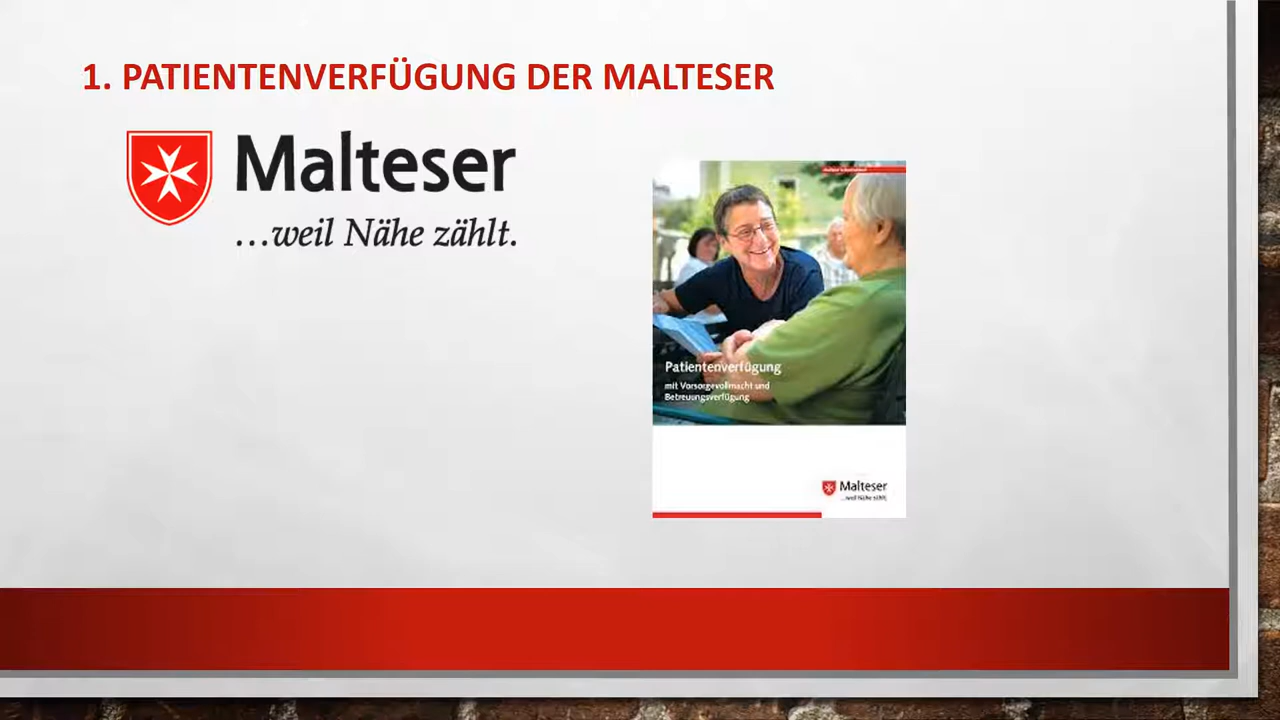 1. PATIENTENVERFÜGUNG DER MALTESER
Malteser
...weil Nähe zählt.
Patientenverfügung
mit Vorsorgevollmacht und
Betreuungsverfügung
Malteser
...weil Nähe zählt.